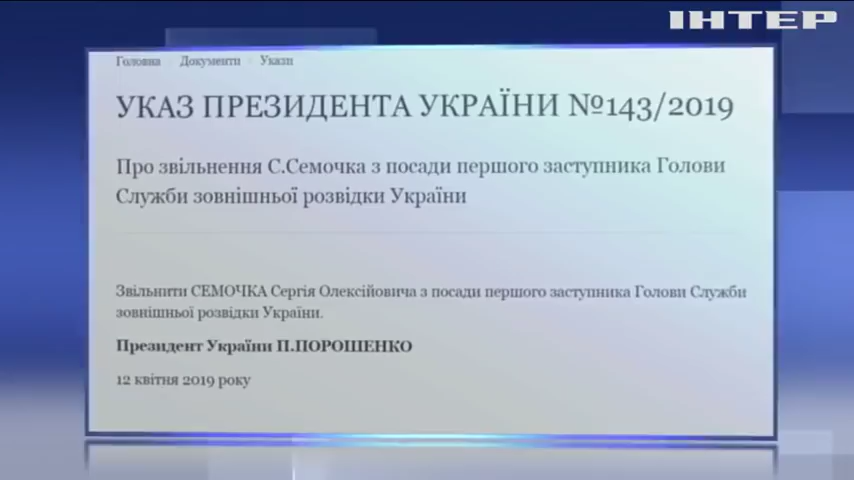 ІНТЕР
Головна Документи Укази
УКАЗ ПРЕЗИДЕНТА УКРАЇНИ №143/2019
Про звільнення С.Семочка з посади першого заступника Голови
Служби зовнішньої розвідки України
Звільнити СЕМОЧКА Сергія Олексійовича з посади першого заступника Голови Служби
зовнішньої розвідки України.
Президент України П.ПОРОШЕНКО
12 квітня 2019 року